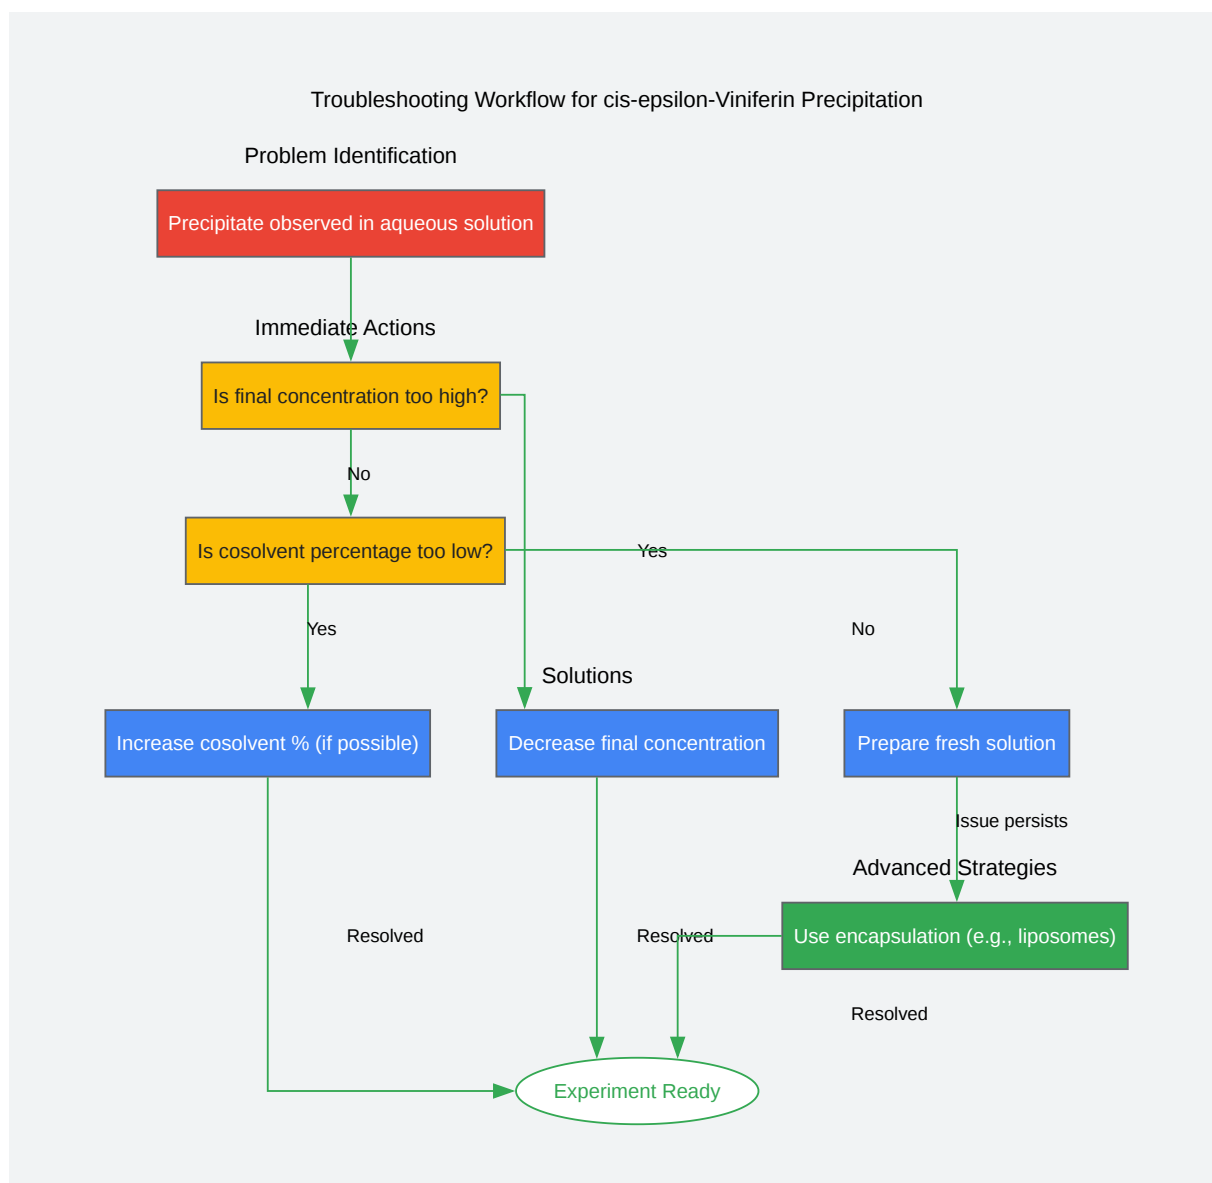 Troubleshooting Workflow for cis-epsilon-Viniferin Precipitation
Problem Identification
Precipitate observed in aqueous solution
Immediate Actions
Is final concentration too high?
No
Is cosolvent percentage too low?
Yes
Yes
No
Solutions
Increase cosolvent % (if possible)
Decrease final concentration
Prepare fresh solution
Issue persists
Advanced Strategies
Resolved
Resolved
Use encapsulation (e.g., liposomes)
Resolved
Experiment Ready